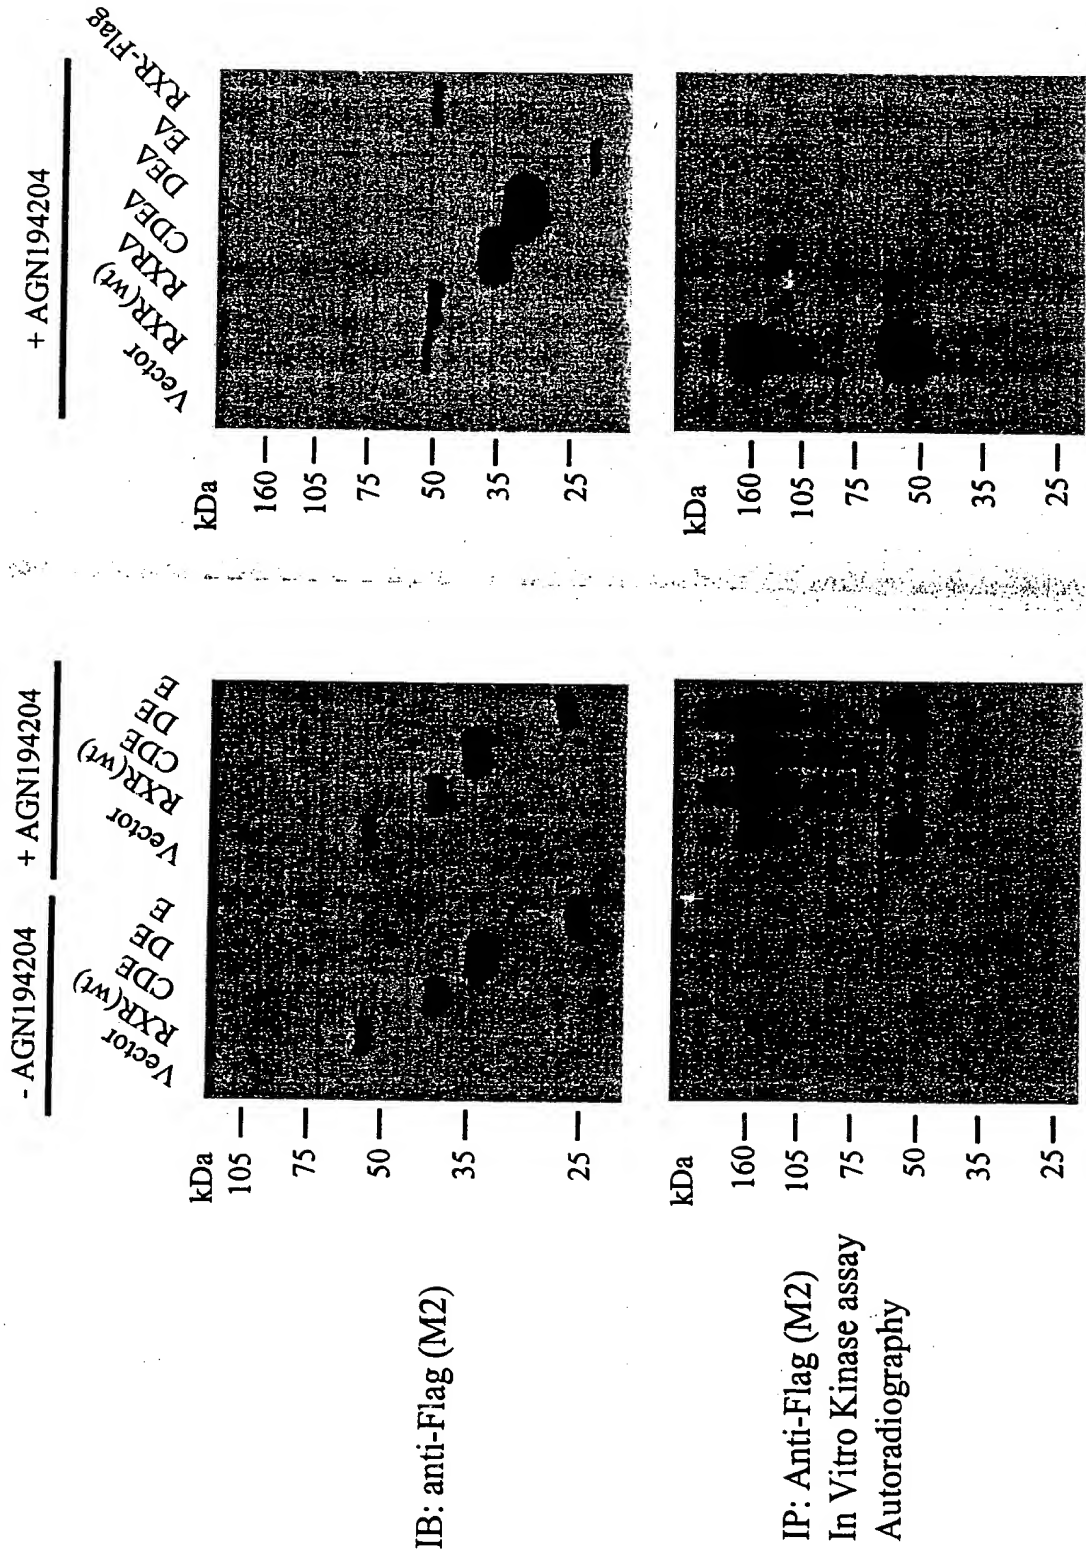 - AGN194204
+ AGN194204
Vector
RXR(wt)
CDE
DE
E
Vector
RXR(wt)
CDE
DE
E
kDa
105
75
50
35
25
IB: anti-Flag (M2)
kDa
160
105
75
50
35
25
IP: Anti-Flag (M2)
In Vitro Kinase assay
Autoradiography
+ AGN194204
Vector
RXR(wt)
RXRΔ
CDEΔ
DEΔ
EΔ
RXR-Flag
kDa
160
105
75
50
35
25
kDa
160
105
75
50
35
25